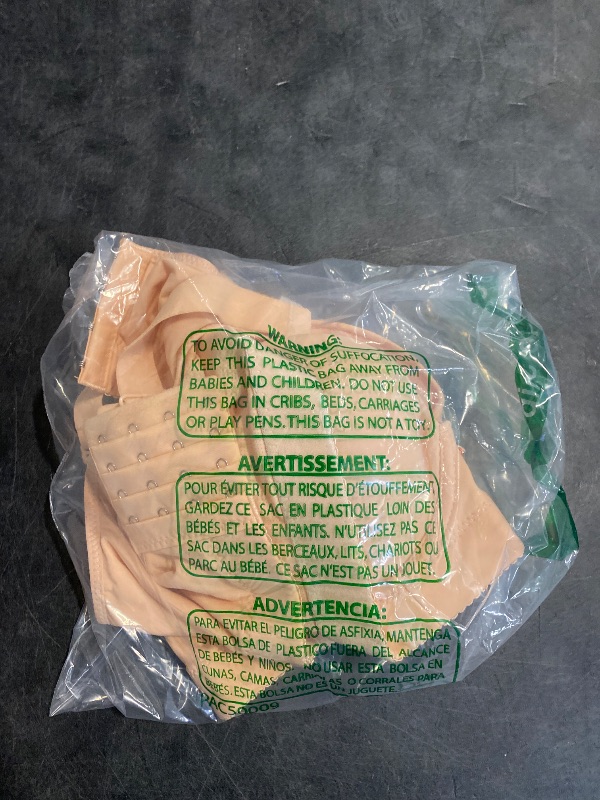 WARNING:
TO AVOID DANGER OF SUFFOCATION,
KEEP THIS PLASTIC BAG AWAY FROM
BABIES AND CHILDREN. DO NOT USE
THIS BAG IN CRIBS, BEDS, CARRIAGES
OR PLAY PENS. THIS BAG IS NOT A TOY.
AVERTISSEMENT:
POUR ÉVITER TOUT RISQUE D'ÉTOUFFEMENT
GARDEZ CE SAC EN PLASTIQUE LOIN DES
BÉBÉS ET LES ENFANTS. N'UTILISEZ PAS CE
SAC DANS LES BERCEAUX, LITS, CHARIOTS OU
PARC AU BÉBÉ. CE SAC N'EST PAS UN JOUET.
ADVERTENCIA:
PARA EVITAR EL PELIGRO DE ASFIXIA, MANTENGA
ESTA BOLSA DE PLASTICO FUERA DEL ALCANCE
DE BEBÉS Y NIÑOS. NO USAR ESTA BOLSA EN
CUNAS, CAMAS, O CORRALES PARA
BEBÉS. ESTA BOLSA NO ES UN JUGUETE.
PAC50009